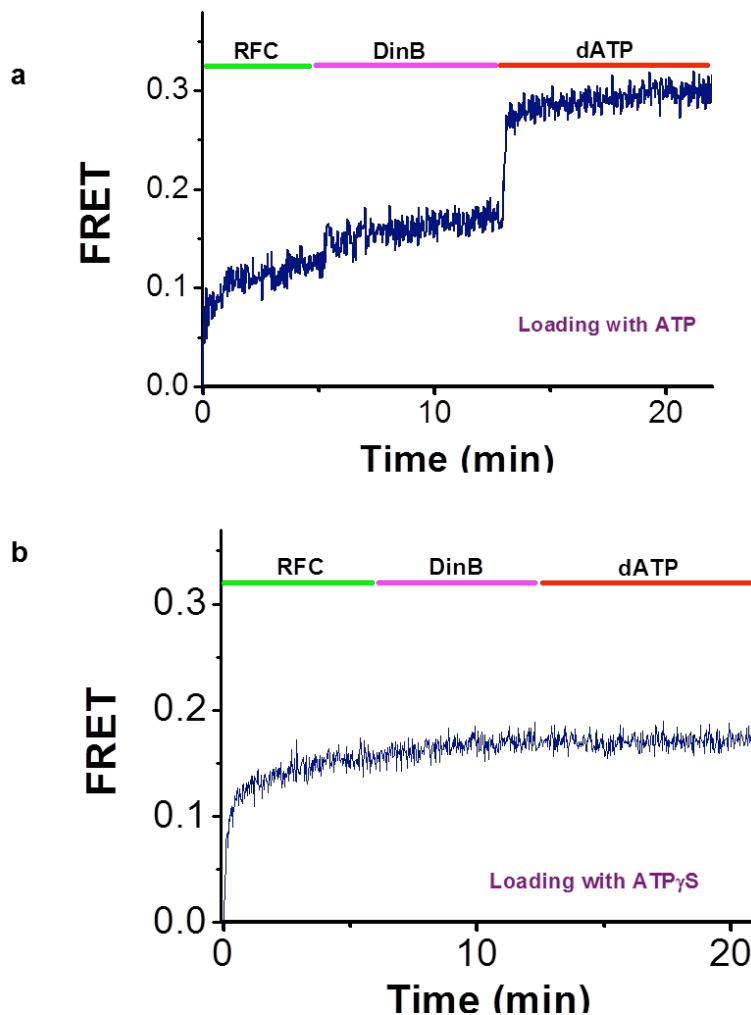 a
RFC DinB dATP
0.3
0.2
0.1
0.0
FRET
Loading with ATP
0 10 20
Time (min)
b
RFC DinB dATP
0.3
0.2
0.1
0.0
FRET
Loading with ATPγS
0 10 20
Time (min)